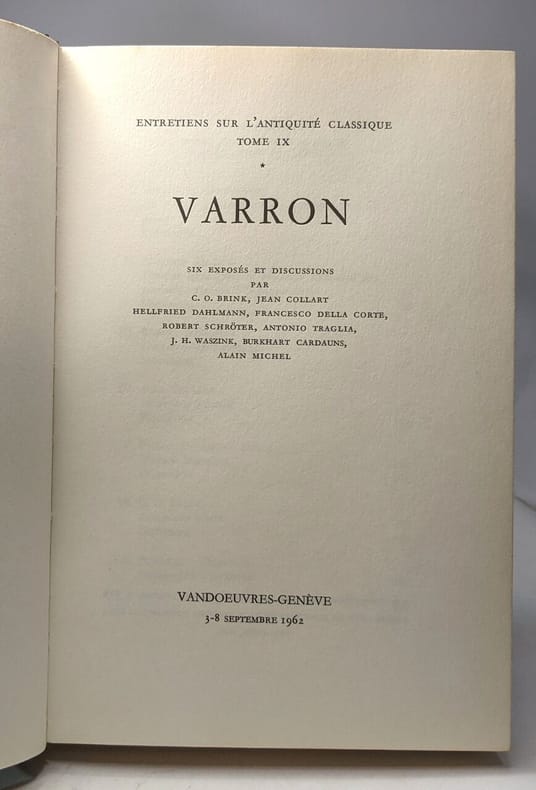 ENTRETIENS SUR L'ANTIQUITÉ CLASSIQUE
TOME IX
*
VARRON
SIX EXPOSÉS ET DISCUSSIONS
PAR
C. O. BRINK, JEAN COLLART
HELLFRIED DAHLMANN, FRANCESCO DELLA CORTE,
ROBERT SCHRÖTER, ANTONIO TRAGLIA,
J. H. WASZINK, BURKHART CARDAUNS,
ALAIN MICHEL
VANDOEUVRES-GENÈVE
3-8 SEPTEMBRE 1962